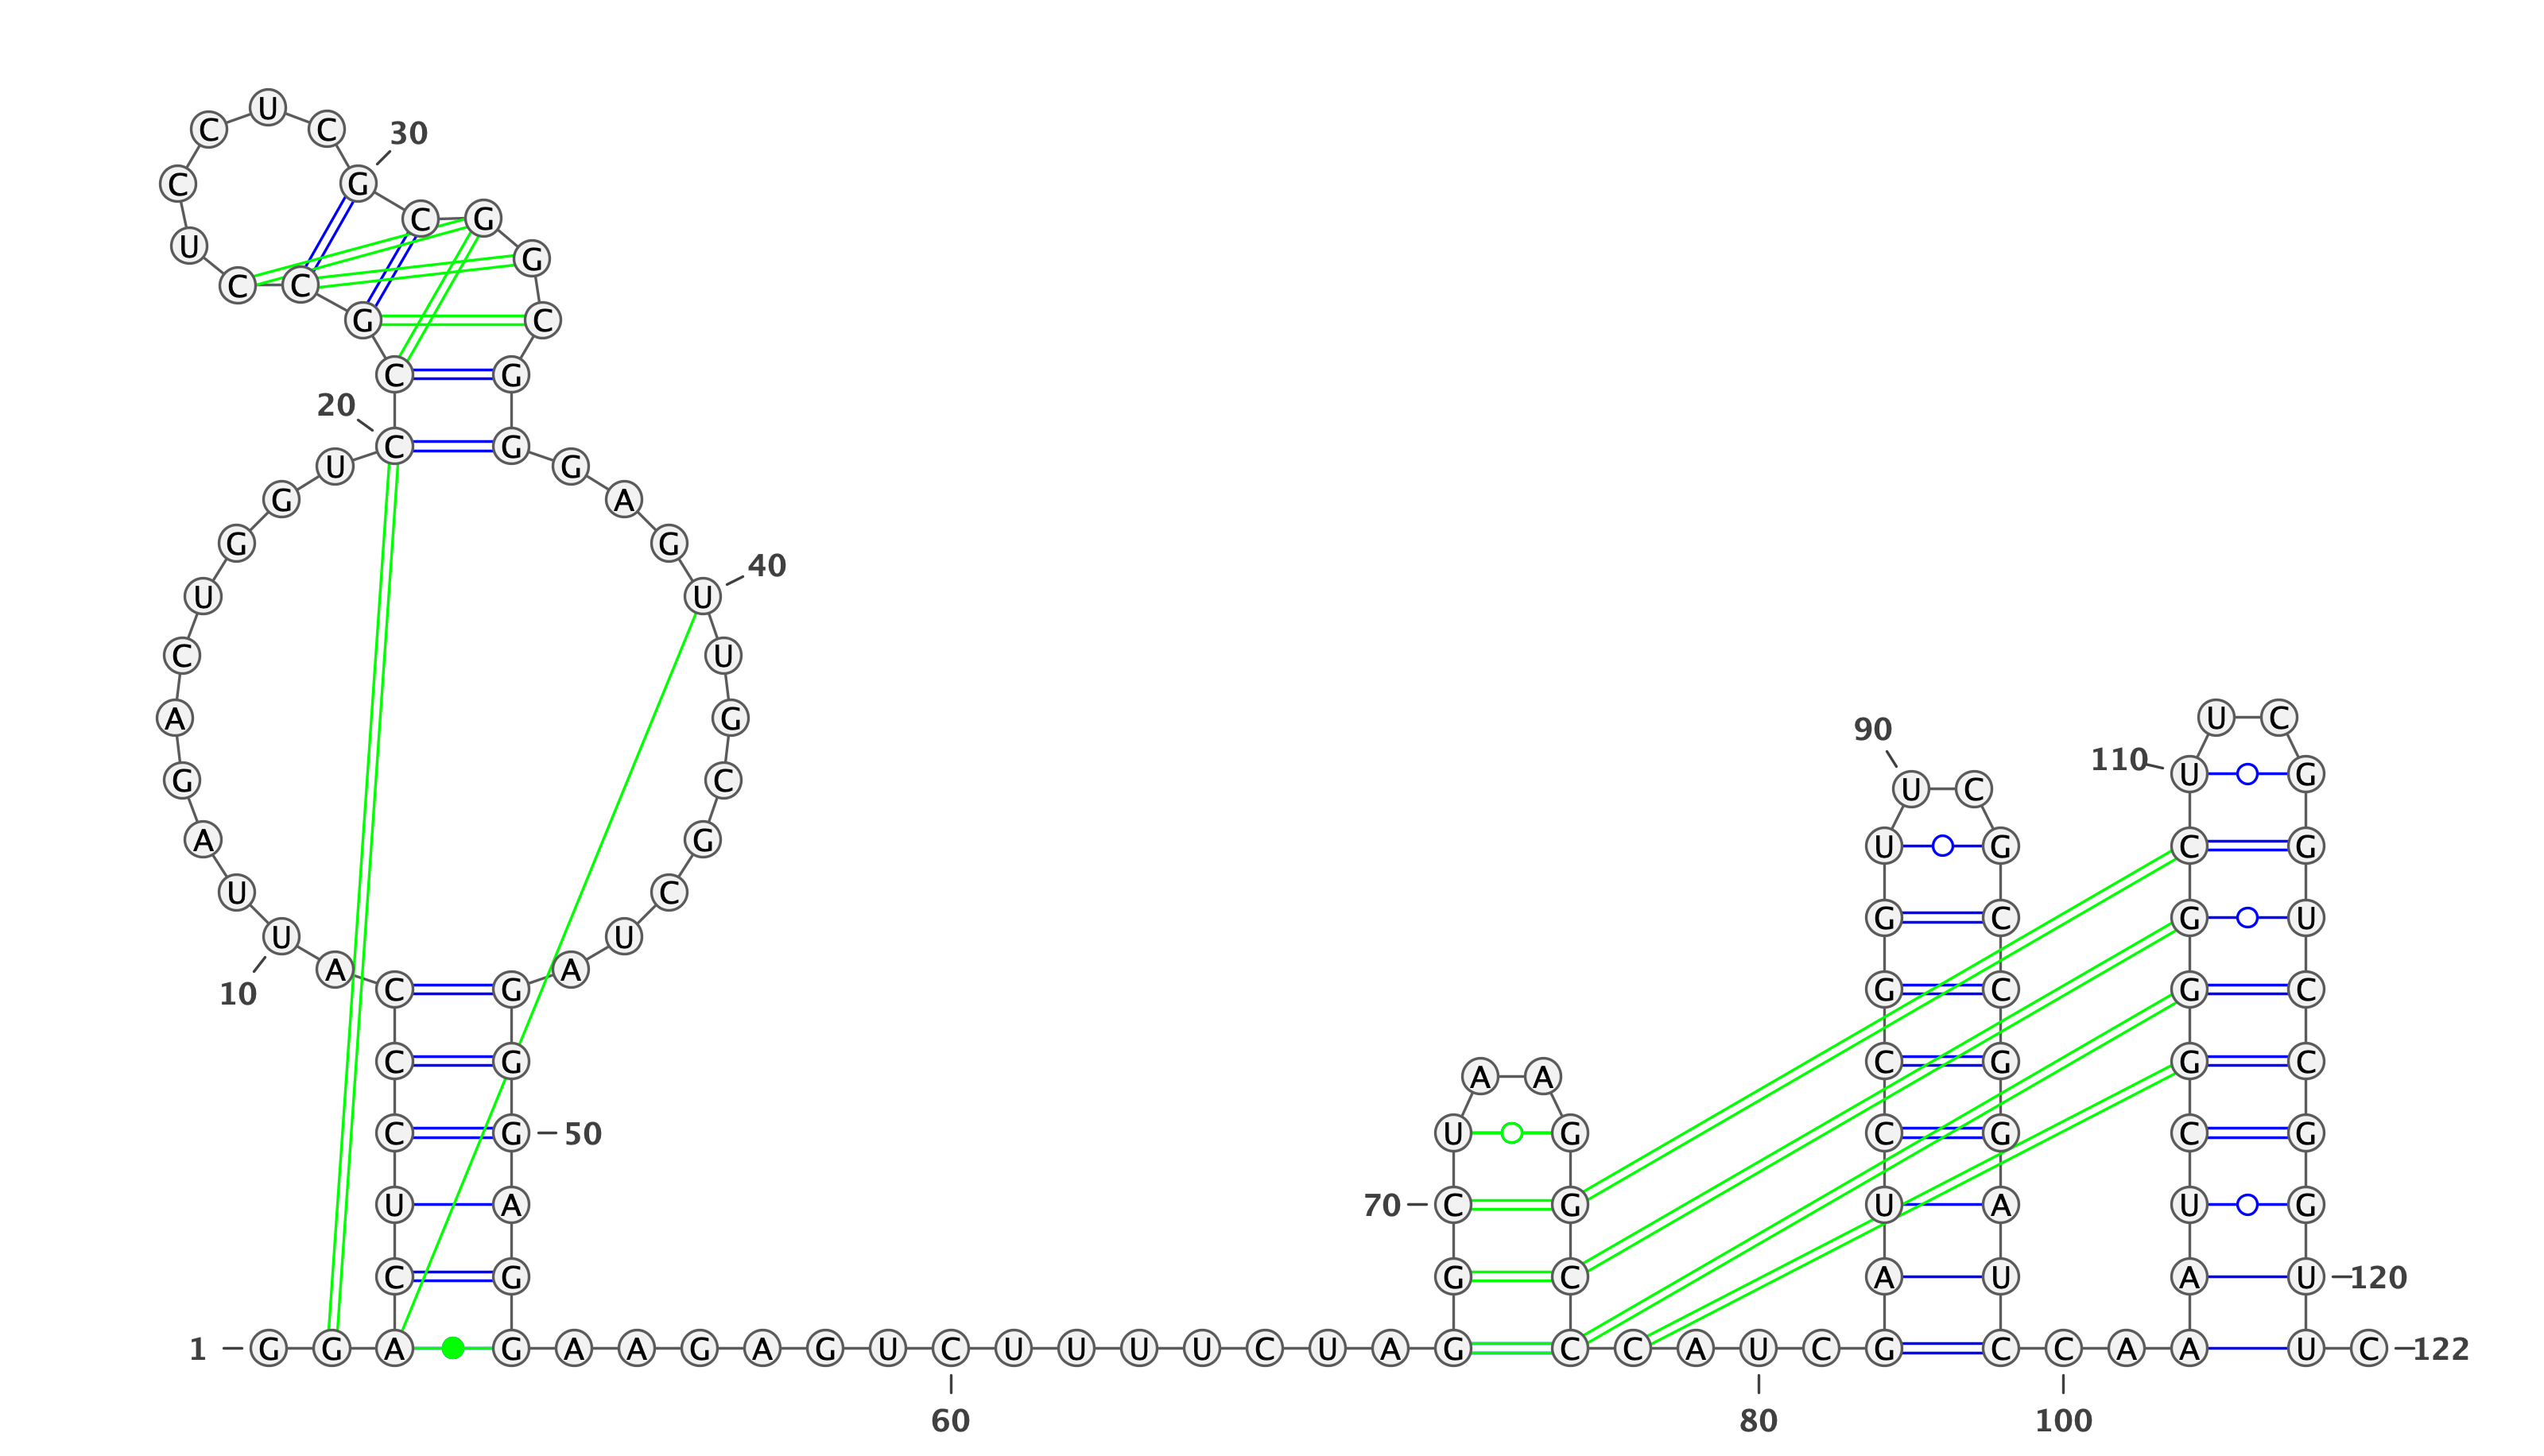 U
C C 30
C G
C G
U G
C C
G C
C G
20
C G
U G
G A
G G
40
U U
C U
A G U C
90
110
U G
G C U C
A G U G C G
U C
G C G U
U U
A A
10 C G G C G C
C G C G G C
A A
C G 50 U G C G C G
U A 70 C G U A U G
C G G C A U A U 120
1 G G A G A A G A G U C U U U U C U A G C C A U C G C C A A U C 122
60 80 100